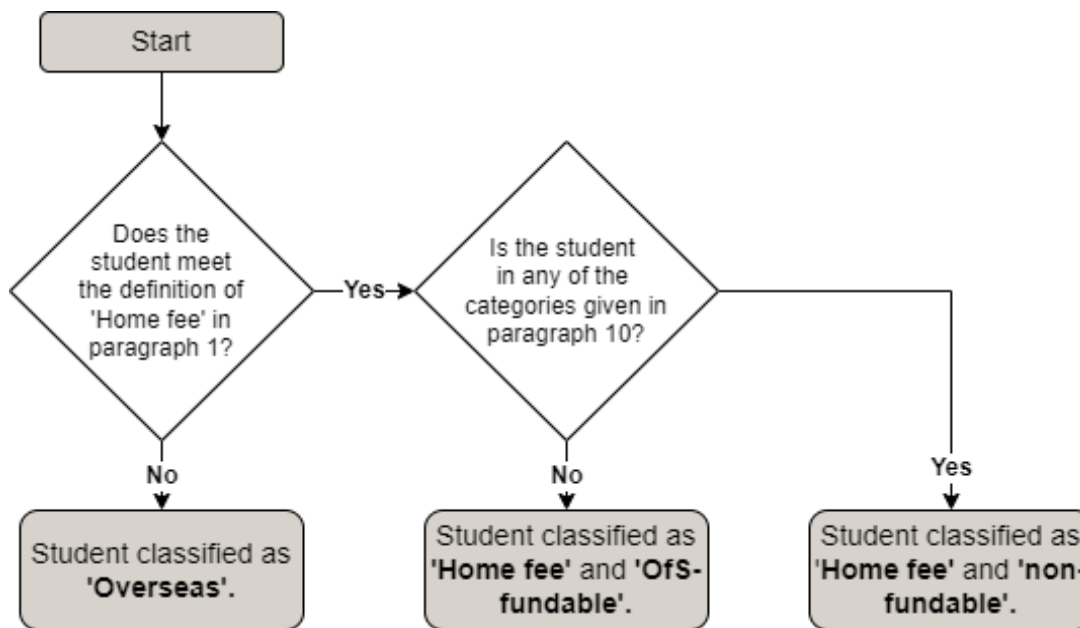 Start
Does the
student meet
the definition of
'Home fee' in
paragraph 1?
Yes
Is the student
in any of the
categories given in
paragraph 10?
No
No
Yes
Student classified as
'Overseas'.
Student classified as
'Home fee' and 'OfS-
fundable'.
Student classified as
'Home fee' and 'non-
fundable'.